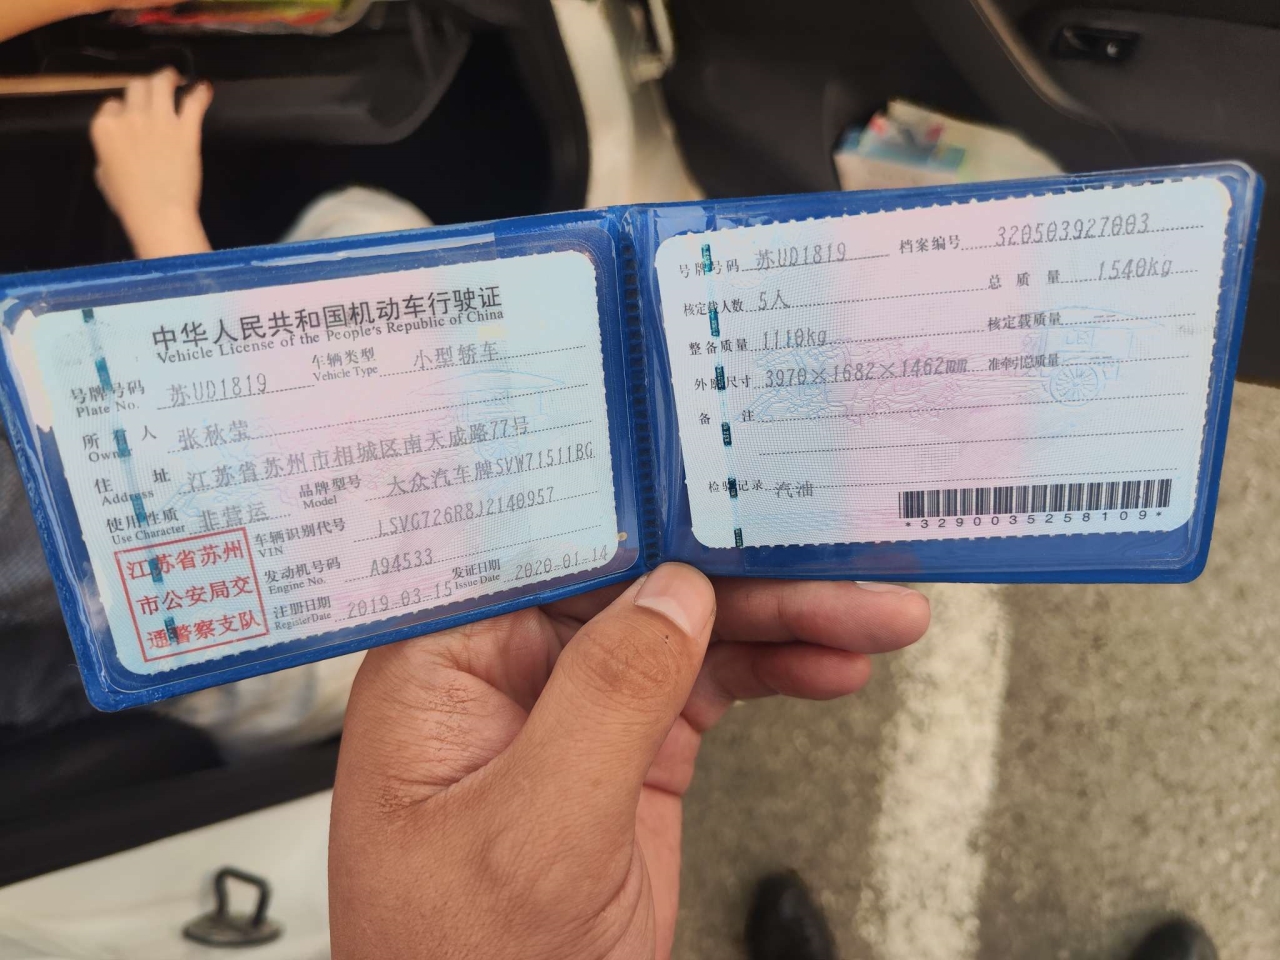 中华人民共和国机动车行驶证
Vehicle License of the People's Republic of China
号牌号码 苏UD1819 车辆类型 小型轿车
Plate No. Vehicle Type
所有人 张秋莹
Owner
住址 江苏省苏州市相城区南天成路77号
Address
使用性质 非营运 品牌型号 大众汽车牌SVW71511BG
Use Character Model
车辆识别代号 LSVG726R8J2140957
VIN
发动机号码 A94533
Engine No.
注册日期 2019-03-15 发证日期 2020-01-14
Register Date Issue Date
江苏省苏州
市公安局交
通警察支队
号牌号码 苏UD1819 档案编号 320503927003
核定载人数 5人 总质量 1540kg
整备质量 1110kg 核定载质量
外廓尺寸 3970×1682×1462mm 准牵引总质量
备注
检验记录 汽油
*3290035258109*